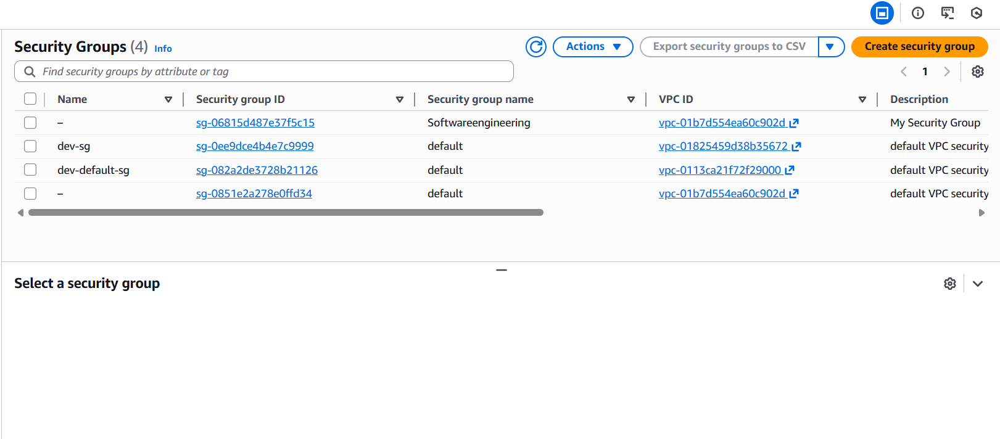 Security Groups (4) Info Actions Export security groups to CSV Create security group
Find security groups by attribute or tag 1
Name Security group ID Security group name VPC ID Description
– sg-06815d487e37f5c15 Softwareengineering vpc-01b7d554ea60c902d My Security Group
dev-sg sg-0ee9dce4b4e7c9999 default vpc-01825459d38b35672 default VPC security
dev-default-sg sg-082a2de3728b21126 default vpc-0113ca21f72f29000 default VPC security
– sg-0851e2a278e0ffd34 default vpc-01b7d554ea60c902d default VPC security
Select a security group